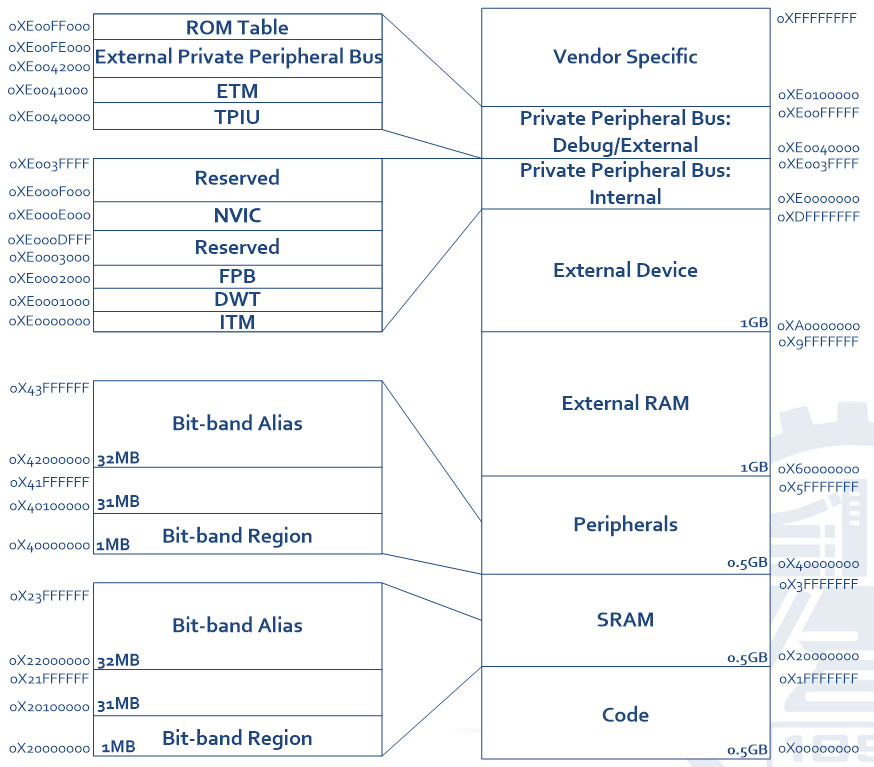 0XE00FF000
ROM Table
0XE00FE000
External Private Peripheral Bus
0XE0042000
0XE0041000
ETM
0XE0040000
TPIU
0XE003FFFF
Reserved
0XE000F000
0XE000E000
NVIC
0XE000DFFF
Reserved
0XE0003000
0XE0002000
FPB
0XE0001000
DWT
0XE0000000
ITM
0X43FFFFFF
Bit-band Alias
0X42000000
32MB
0X41FFFFFF
31MB
0X40100000
Bit-band Region
0X40000000
1MB
0X23FFFFFF
Bit-band Alias
0X22000000
32MB
0X21FFFFFF
31MB
0X20100000
Bit-band Region
0X20000000
1MB
0XFFFFFFFF
Vendor Specific
0XE0100000
0XE00FFFFF
Private Peripheral Bus:
Debug/External
0XE0040000
0XE003FFFF
Private Peripheral Bus:
Internal
0XE0000000
0XDFFFFFFF
External Device
1GB
0XA0000000
0X9FFFFFFF
External RAM
1GB
0X60000000
0X5FFFFFFF
Peripherals
0.5GB
0X40000000
0X3FFFFFFF
SRAM
0.5GB
0X20000000
0X1FFFFFFF
Code
0.5GB
0X00000000